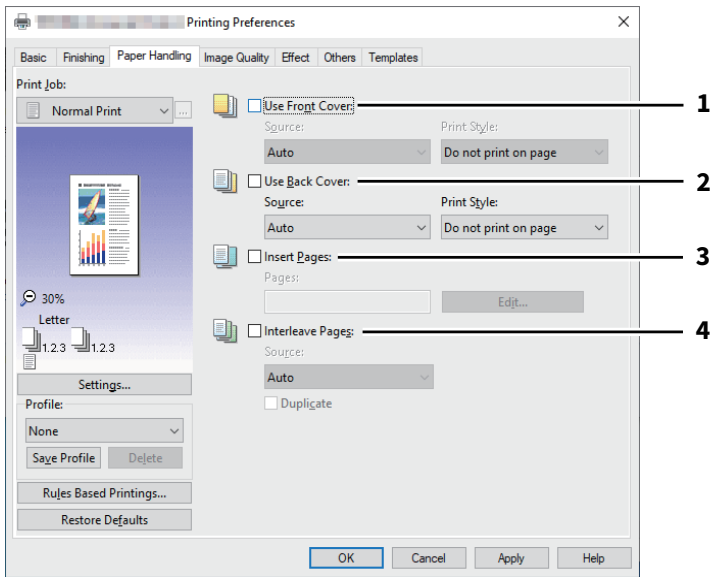 Printing Preferences
Basic Finishing Paper Handling Image Quality Effect Others Templates
Print Job:
Normal Print ...
30%
Letter
1.2.3 1.2.3
Settings...
Profile:
None
Save Profile Delete
Rules Based Printings...
Restore Defaults
Use Front Cover: 1
Source: Print Style:
Auto Do not print on page
Use Back Cover: 2
Source: Print Style:
Auto Do not print on page
Insert Pages: 3
Pages:
Edit...
Interleave Pages: 4
Source:
Auto
Duplicate
OK Cancel Apply Help